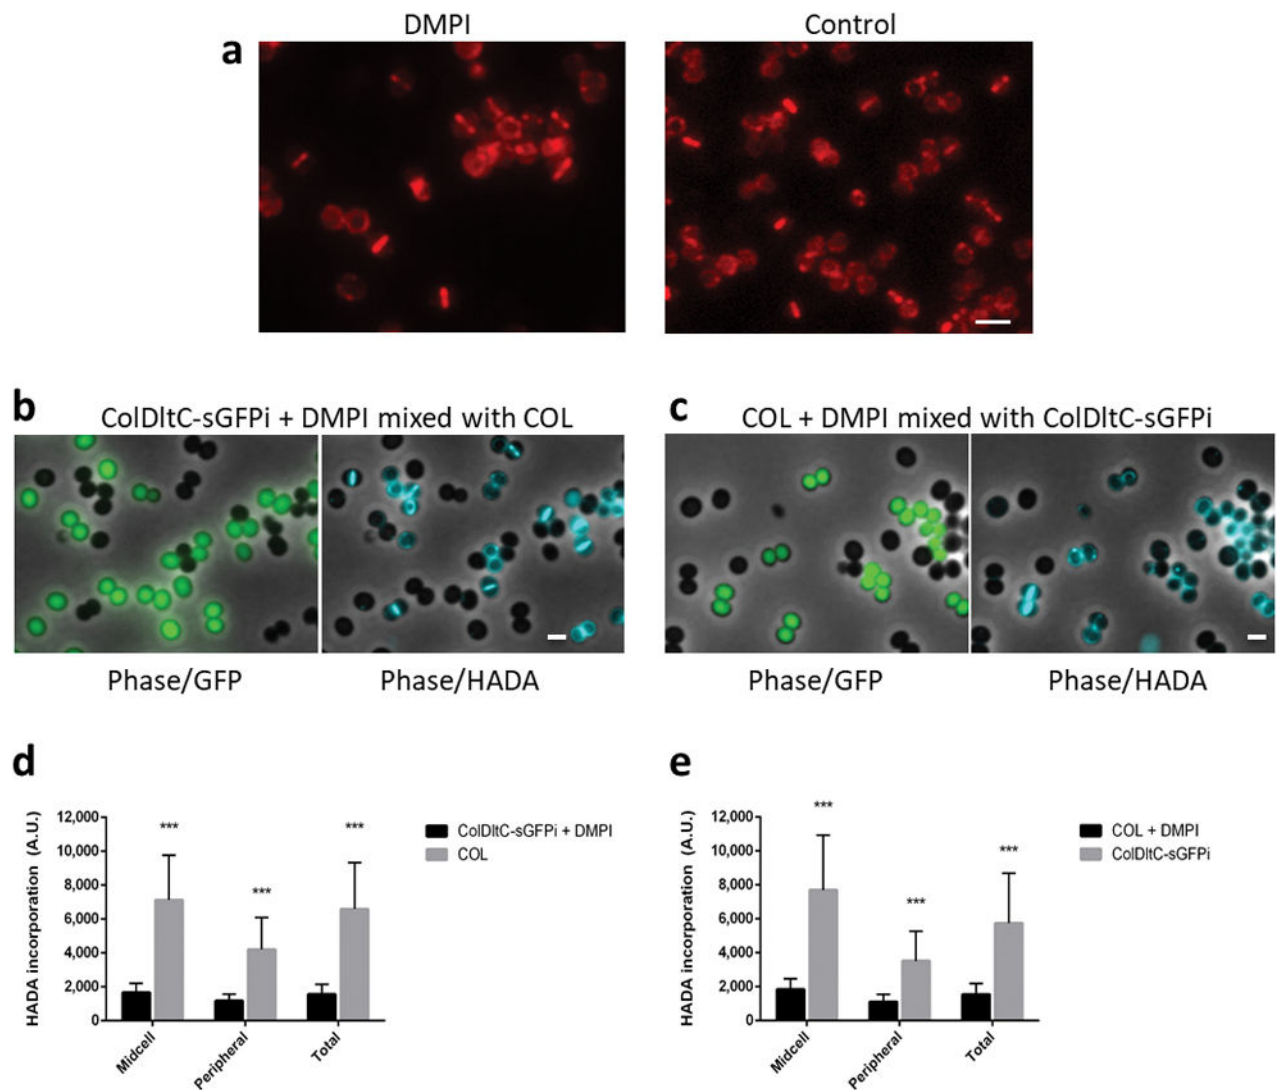 DMPI
Control
a
b
ColDltC-sGFPi + DMPI mixed with COL
c
COL + DMPI mixed with ColDltC-sGFPi
Phase/GFP
Phase/HADA
Phase/GFP
Phase/HADA
d
HADA incorporation (A.U.)
12,000
10,000
8,000
6,000
4,000
2,000
0
***
***
***
Midcell
Peripheral
Total
ColDltC-sGFPi + DMPI
COL
e
HADA incorporation (A.U.)
12,000
10,000
8,000
6,000
4,000
2,000
0
***
***
***
Midcell
Peripheral
Total
COL + DMPI
ColDltC-sGFPi